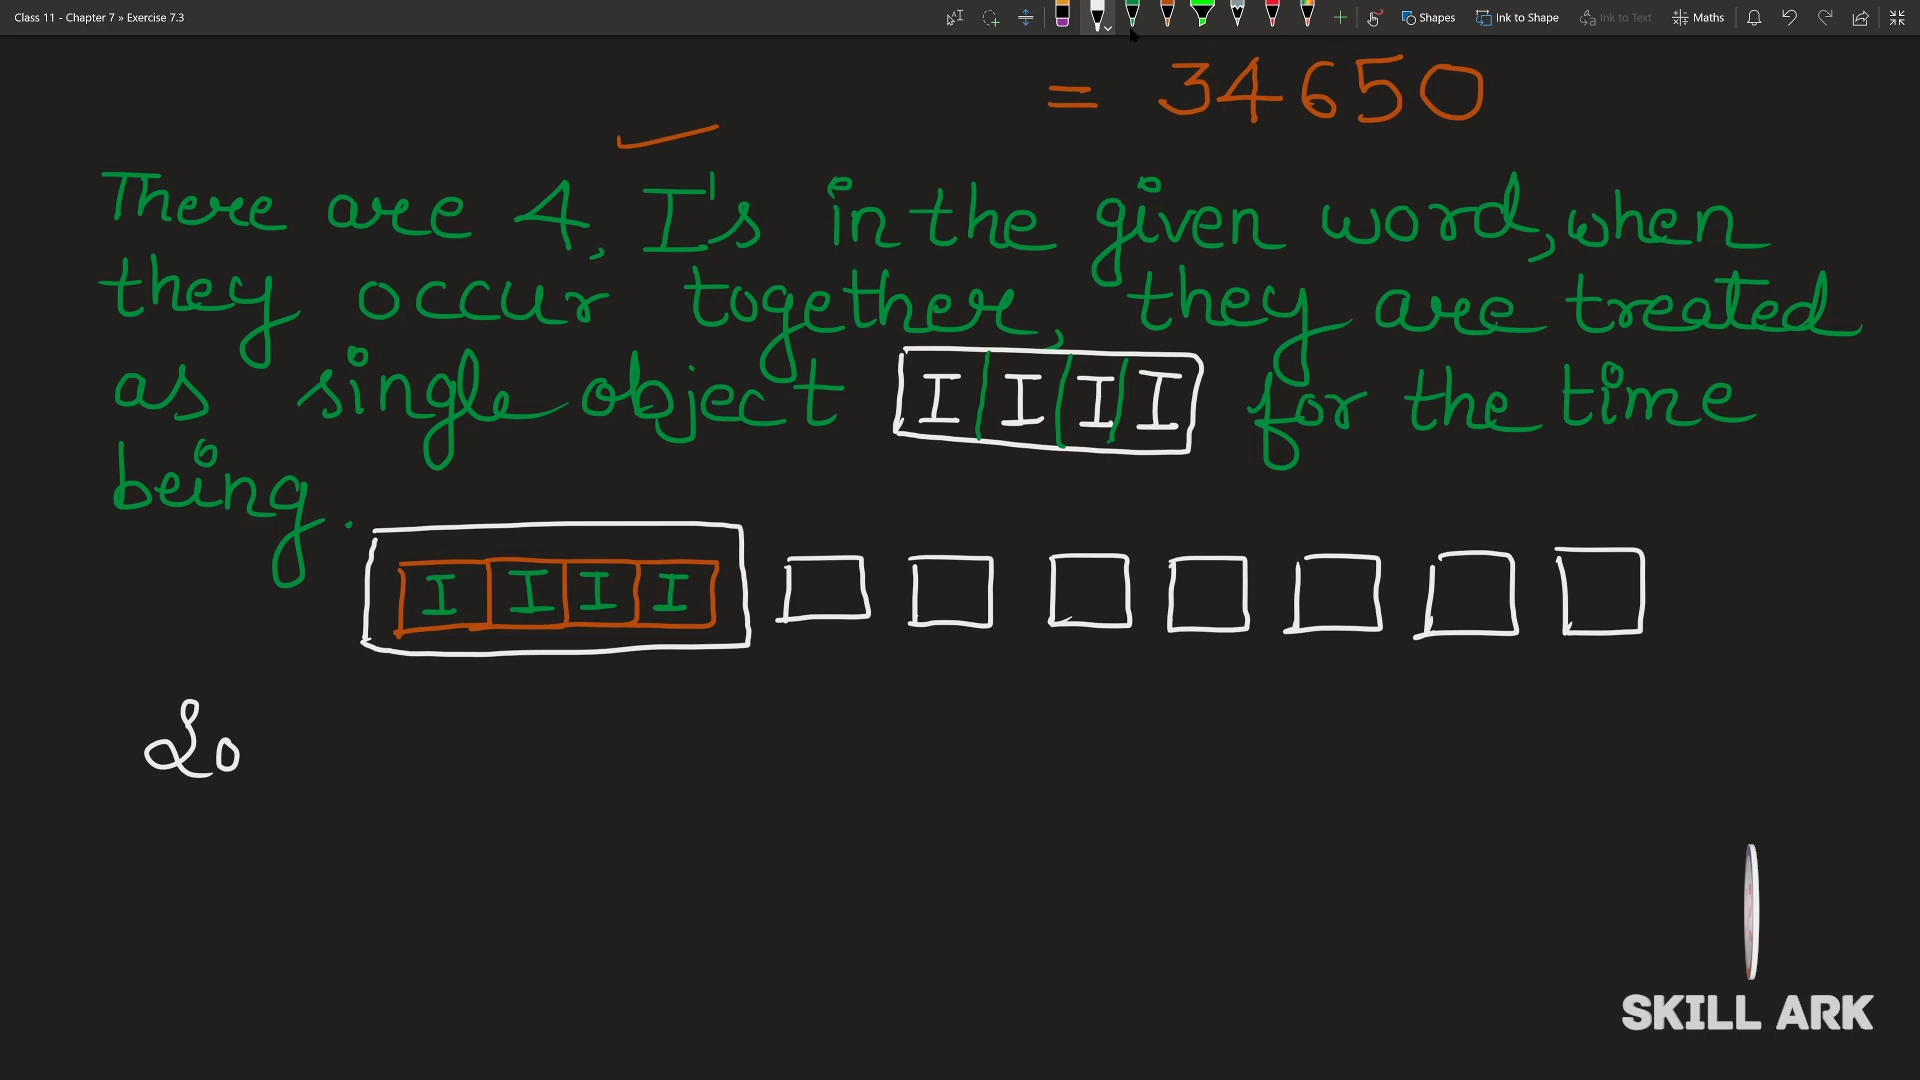 Class 11 - Chapter 7 » Exercise 7.3
Shapes Ink to Shape Ink to Text Maths
= 34650
There are 4, I's in the given word, when
they occur together, they are treated
as single object I I I I for the time
being.
I I I I
So
SKILL ARK